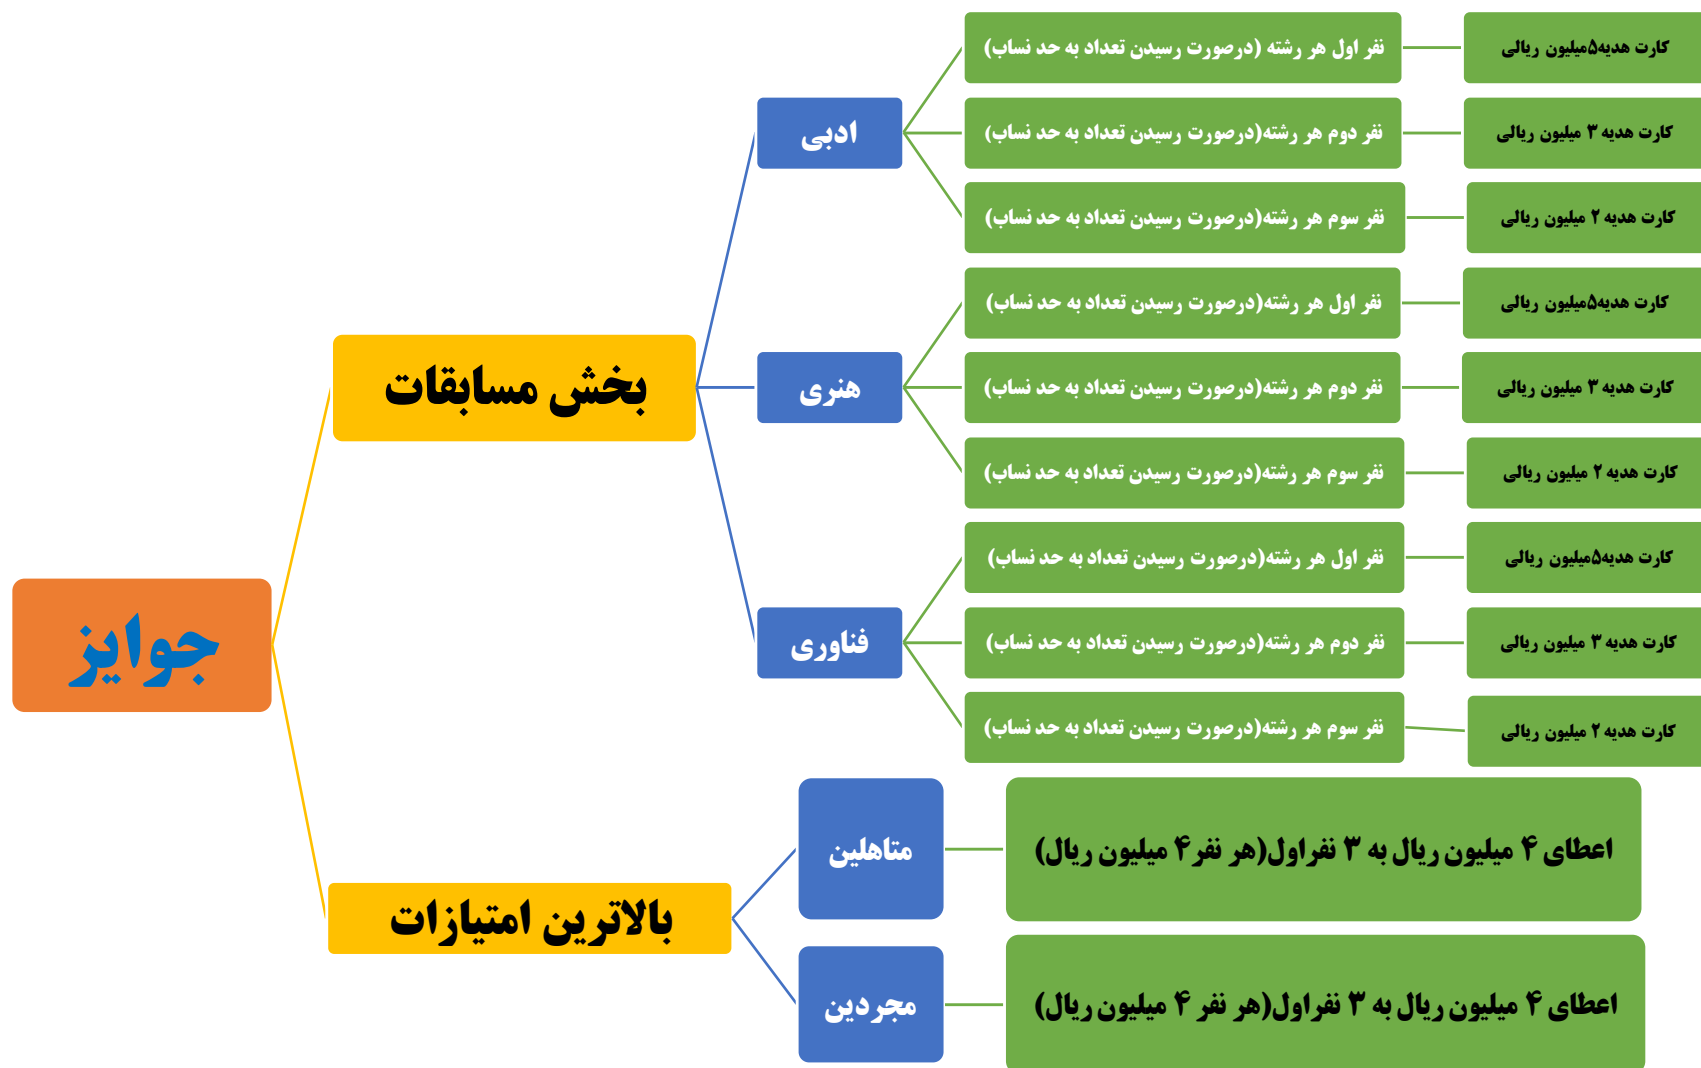 جوایز
بخش مسابقات
ادبی
نفر اول هر رشته (درصورت رسیدن تعداد به حد نساب)
کارت هدیه۵میلیون ریالی
نفر دوم هر رشته(درصورت رسیدن تعداد به حد نساب)
کارت هدیه ۳ میلیون ریالی
نفر سوم هر رشته(درصورت رسیدن تعداد به حد نساب)
کارت هدیه ۲ میلیون ریالی
هنری
نفر اول هر رشته(درصورت رسیدن تعداد به حد نساب)
کارت هدیه۵میلیون ریالی
نفر دوم هر رشته(درصورت رسیدن تعداد به حد نساب)
کارت هدیه ۳ میلیون ریالی
نفر سوم هر رشته(درصورت رسیدن تعداد به حد نساب)
کارت هدیه ۲ میلیون ریالی
فناوری
نفر اول هر رشته(درصورت رسیدن تعداد به حد نساب)
کارت هدیه۵میلیون ریالی
نفر دوم هر رشته(درصورت رسیدن تعداد به حد نساب)
کارت هدیه ۳ میلیون ریالی
نفر سوم هر رشته(درصورت رسیدن تعداد به حد نساب)
کارت هدیه ۲ میلیون ریالی
بالاترین امتیازات
متاهلین
اعطای ۴ میلیون ریال به ۳ نفراول(هر نفر۴ میلیون ریال)
مجردین
اعطای ۴ میلیون ریال به ۳ نفراول(هر نفر ۴ میلیون ریال)